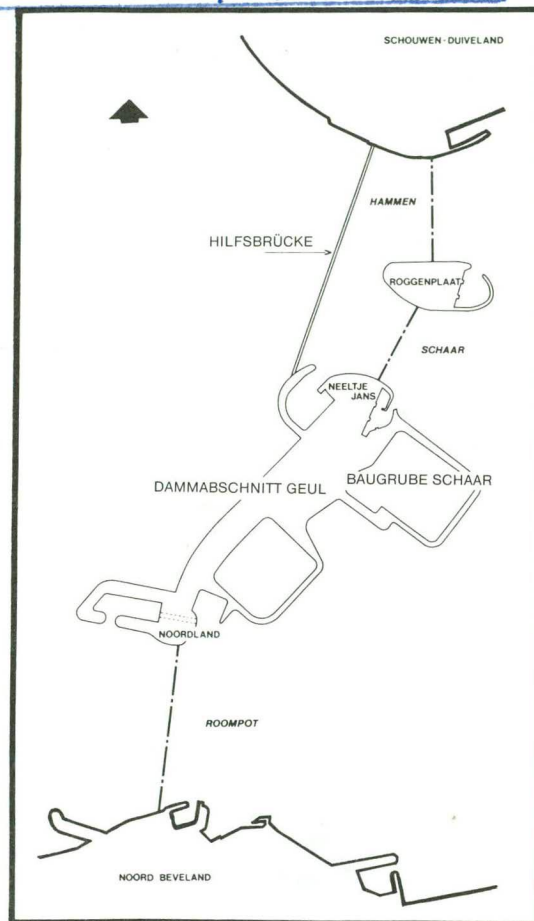 SCHOUWEN-DUIVELAND
HAMMEN
HILFSBRÜCKE
ROGGENPLAAT
SCHAAR
NEELTJE
JANS
DAMMABSCHNITT GEUL
BAUGRUBE SCHAAR
NOORDLAND
ROOMPOT
NOORD BEVELAND